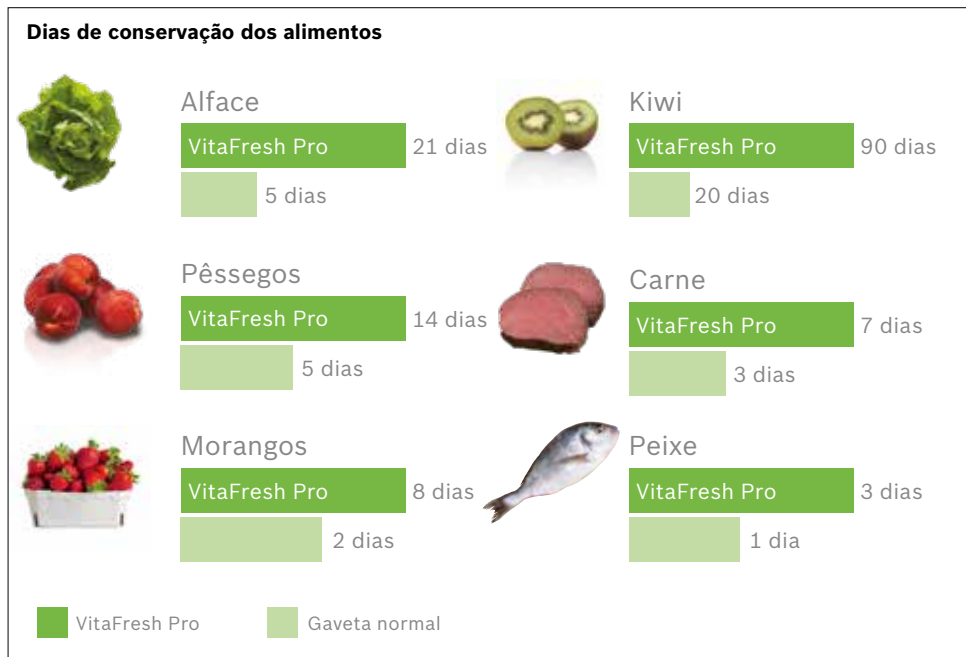 Dias de conservação dos alimentos
Alface
VitaFresh Pro 21 dias
5 dias
Kiwi
VitaFresh Pro 90 dias
20 dias
Pêssegos
VitaFresh Pro 14 dias
5 dias
Carne
VitaFresh Pro 7 dias
3 dias
Morangos
VitaFresh Pro 8 dias
2 dias
Peixe
VitaFresh Pro 3 dias
1 dia
VitaFresh Pro Gaveta normal